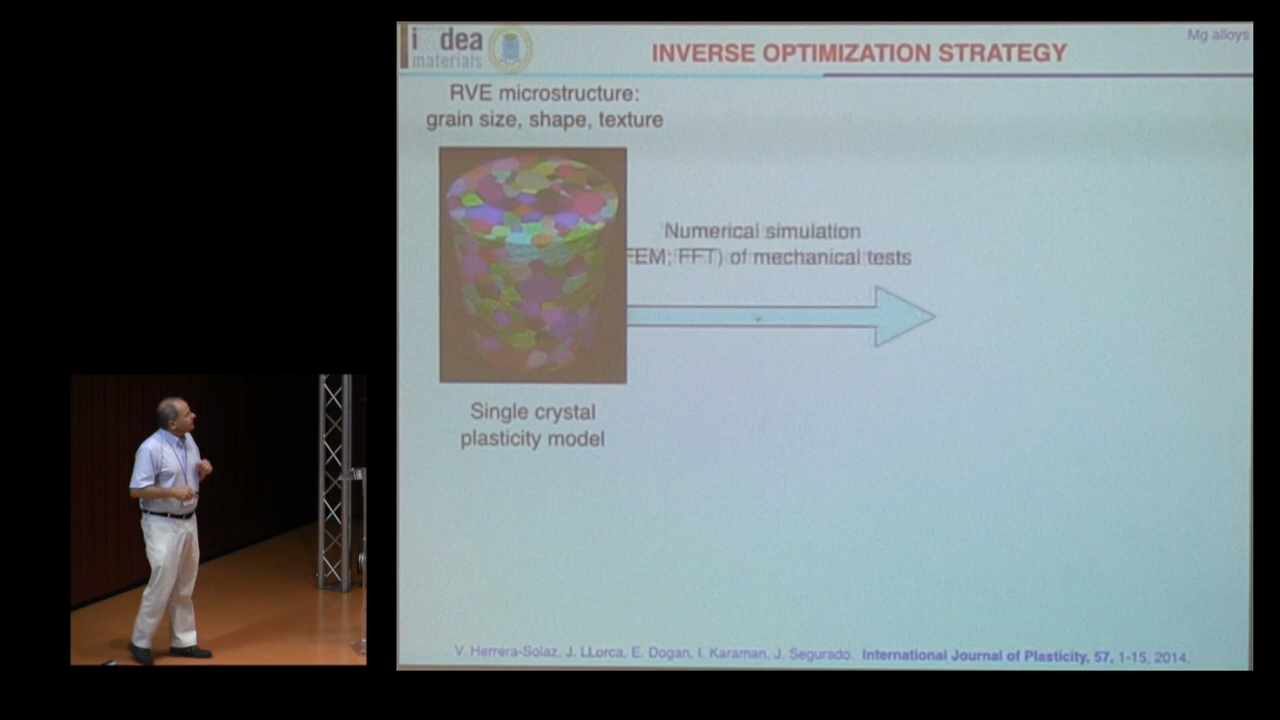 i dea
materials
INVERSE OPTIMIZATION STRATEGY
Mg alloys
RVE microstructure:
grain size, shape, texture
Numerical simulation
FEM; FFT) of mechanical tests
Single crystal
plasticity model
V. Herrera-Solaz, J. LLorca, E. Dogan, I. Karaman, J. Segurado. International Journal of Plasticity, 57, 1-15, 2014.